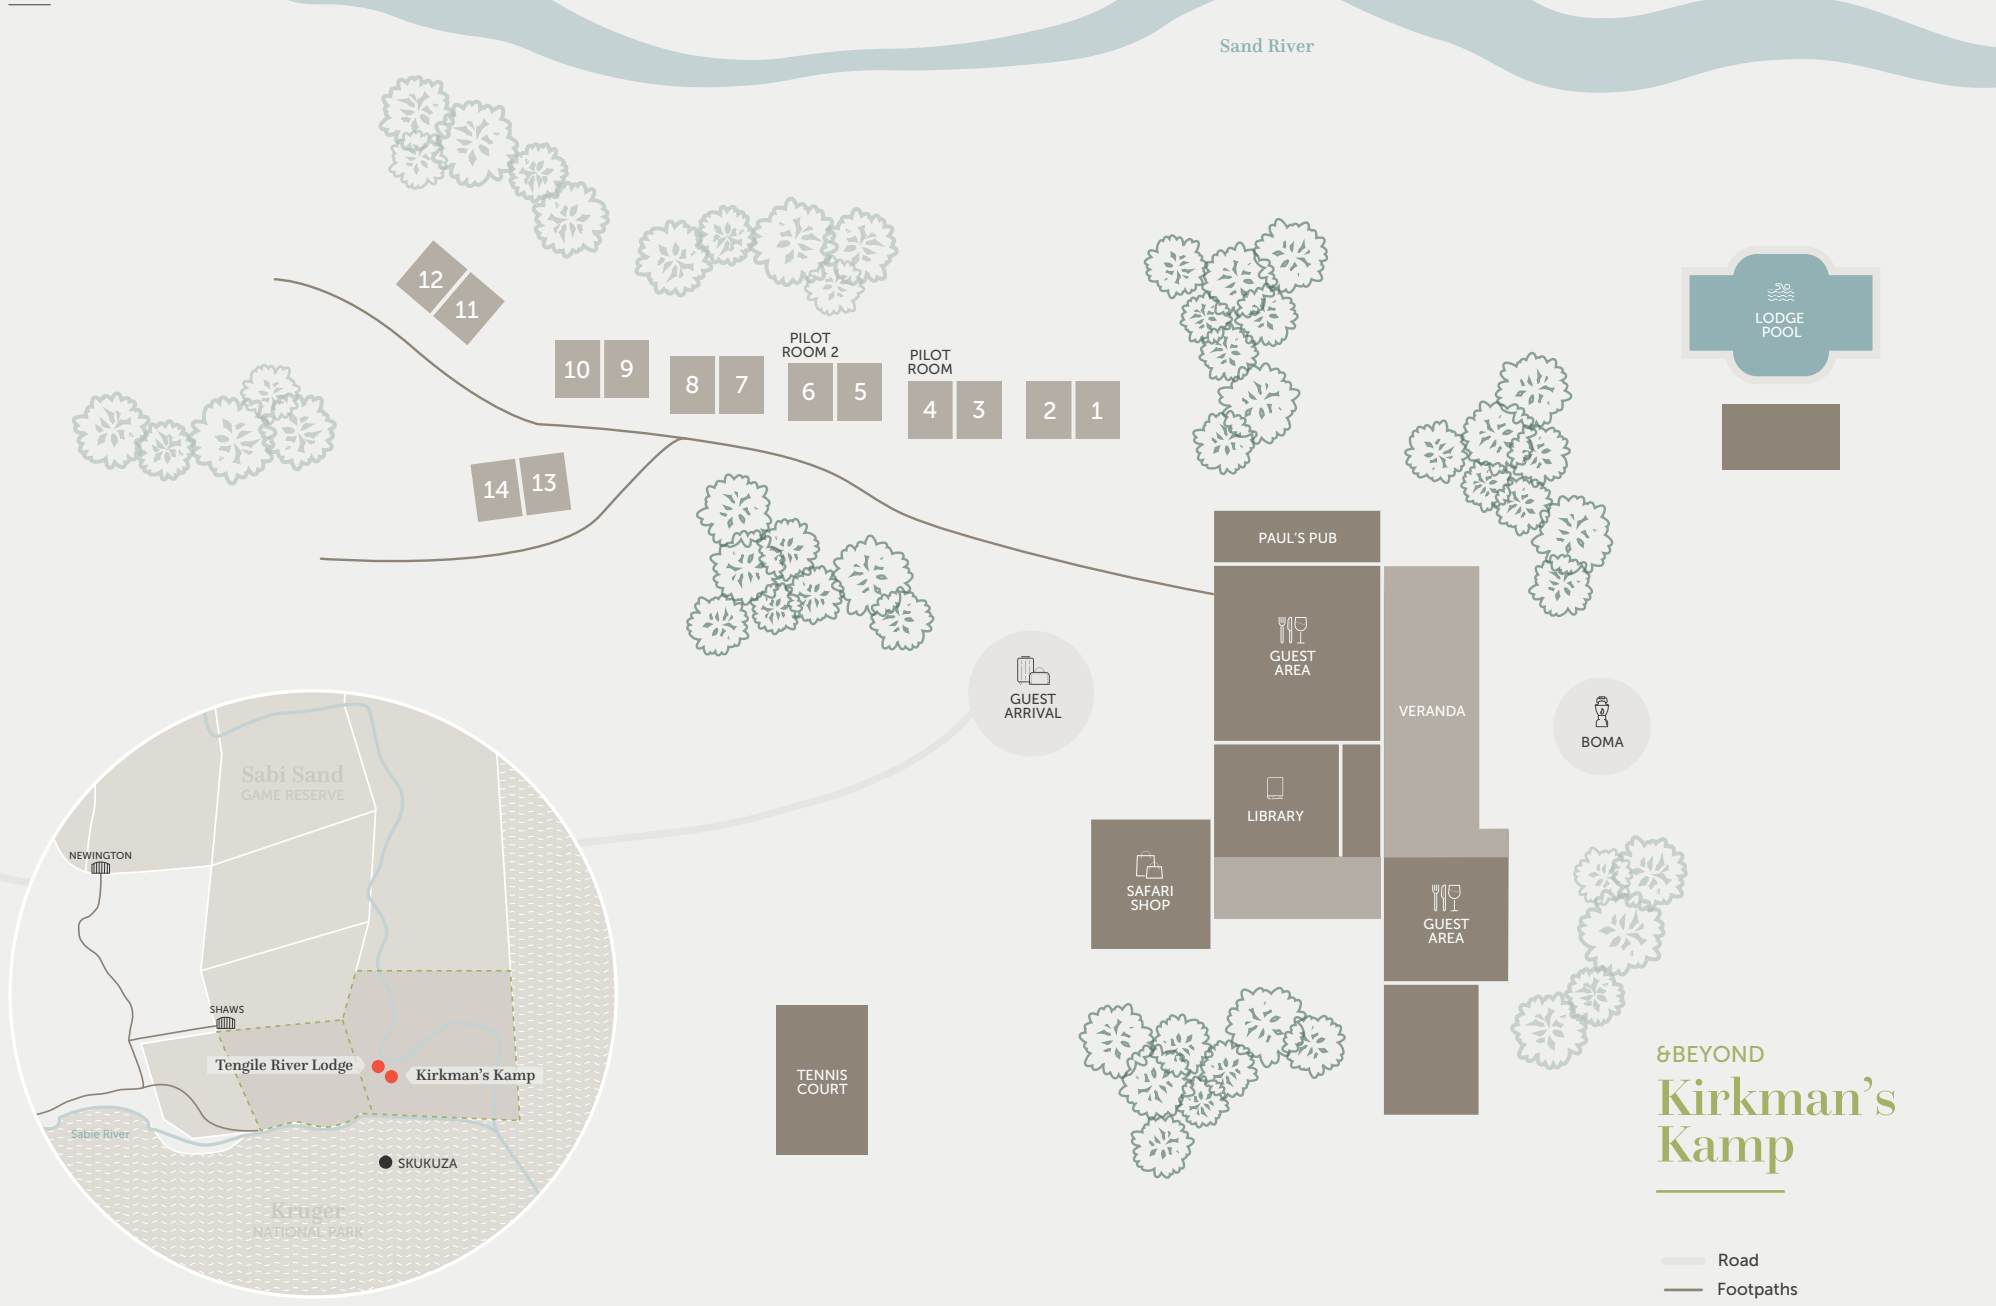 Sand River
12
11
PILOT
ROOM 2
PILOT
ROOM
10
9
8
7
6
5
4
3
2
1
14
13
LODGE
POOL
PAUL'S PUB
GUEST
AREA
VERANDA
GUEST
ARRIVAL
BOMA
LIBRARY
SAFARI
SHOP
GUEST
AREA
TENNIS
COURT
Sabi Sand
GAME RESERVE
NEWINGTON
SHAWS
Tengile River Lodge
Kirkman's Kamp
Sabie River
SKUKUZA
Kruger
NATIONAL PARK
&BEYOND
Kirkman's
Kamp
Road
Footpaths